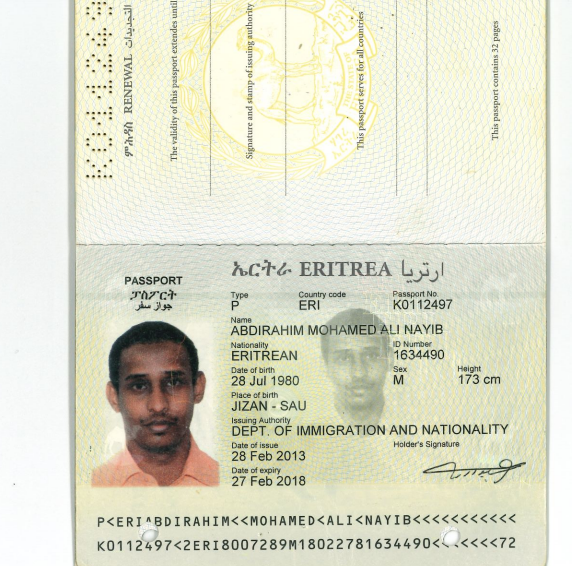 التجديدات RENEWAL ምሕዳስ
The validity of this passport extendes until
Signature and stamp of issuing authority
This passport serves for all countries
This passport contains 32 pages
ኤርትራ ERITREA ارتريا
PASSPORT
ፓስፖርት
جواز سفر
Type Country code Passport No
P ERI K0112497
Name
ABDIRAHIM MOHAMED ALI NAYIB
Nationality ID Number
ERITREAN 1634490
Date of birth Sex Height
28 Jul 1980 M 173 cm
Place of birth
JIZAN - SAU
Issuing Authority
DEPT. OF IMMIGRATION AND NATIONALITY
Date of issue Holder's Signature
28 Feb 2013
Date of expiry
27 Feb 2018
P<ERIABDIRAHIM<<MOHAMED<ALI<NAYIB<<<<<<<<<<<
K0112497<2ERI8007289M18022781634490<<<<<<<72